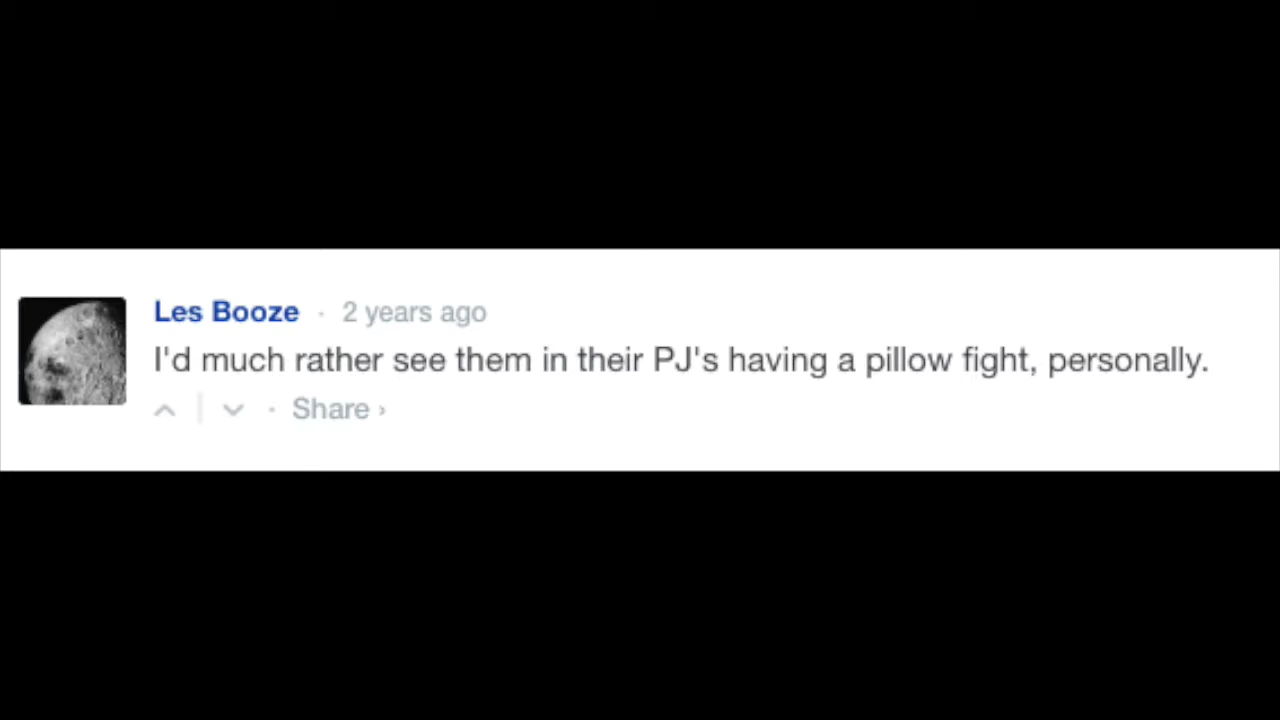 Les Booze · 2 years ago
I'd much rather see them in their PJ's having a pillow fight, personally.
· Share ›